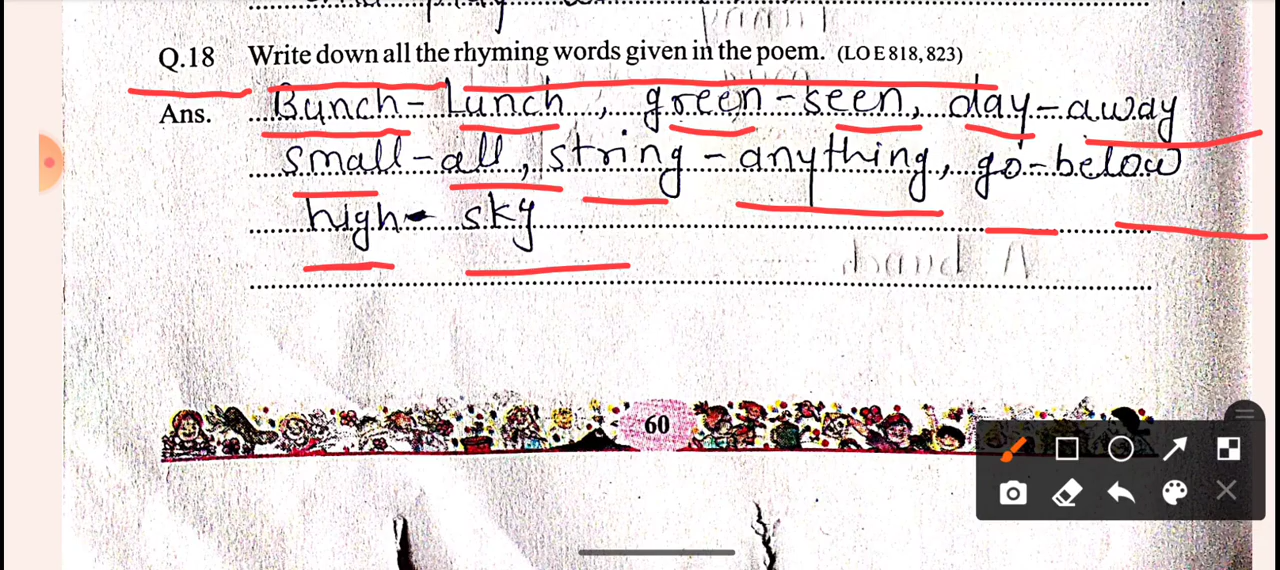 Q.18 Write down all the rhyming words given in the poem. (LO E 818, 823)
Ans. Bunch - Lunch, green - seen, day - away
small - all, string - anything, go - below
high - sky
60